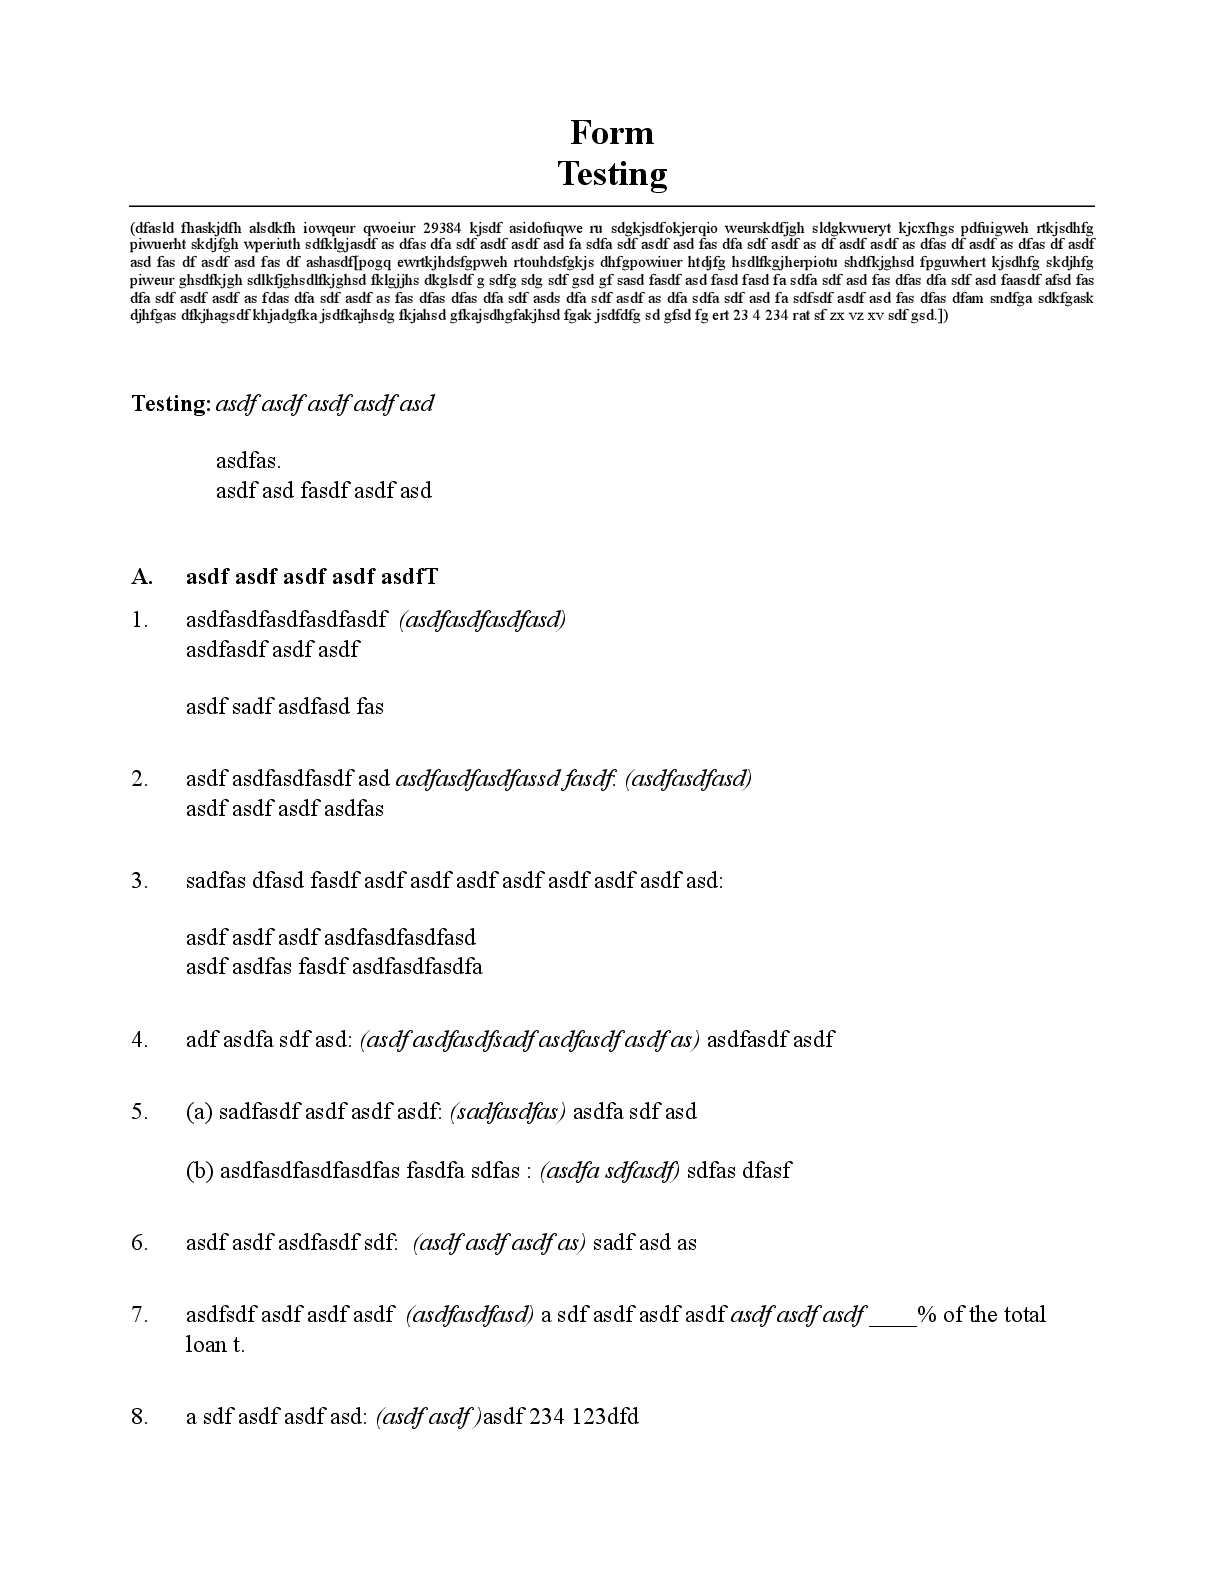 Form
Testing
(dfasld fhaskjdfh alsdkfh iowqeur qwoeiur 29384 kjsdf asidofuqwe ru sdgkjsdfokjerqio weurskdfjgh sldgkwueryt kjcxfhgs pdfuigweh rtkjsdhfg
piwuerht skdjfgh wperiuth sdfklgjasdf as dfas dfa sdf asdf asdf asd fa sdfa sdf asdf asd fas dfa sdf asdf as df asdf asdf as dfas df asdf as dfas df asdf
asd fas df asdf asd fas df ashasdf[pogq ewrtkjhdsfgpweh rtouhdsfgkjs dhfgpowiuer htdjfg hsdlfkgjherpiotu shdfkjghsd fpguwhert kjsdhfg skdjhfg
piweur ghsdfkjgh sdlkfjghsdlfkjghsd fklgjjhs dkglsdf g sdfg sdg sdf gsd gf sasd fasdf asd fasd fasd fa sdfa sdf asd fas dfas dfa sdf asd faasdf afsd fas
dfa sdf asdf asdf as fdas dfa sdf asdf as fas dfas dfas dfa sdf asds dfa sdf asdf as dfa sdfa sdf asd fa sdfsdf asdf asd fas dfas dfam sndfga sdkfgask
djhfgas dfkjhagsdf khjadgfka jsdfkajhsdg fkjahsd gfkajsdhgfakjhsd fgak jsdfdfg sd gfsd fg ert 23 4 234 rat sf zx vz xv sdf gsd.])
Testing: asdf asdf asdf asdf asd
asdfas.
asdf asd fasdf asdf asd
A. asdf asdf asdf asdf asdfT
1. asdfasdfasdfasdfasdf (asdfasdfasdfasd)
asdfasdf asdf asdf
asdf sadf asdfasd fas
2. asdf asdfasdfasdf asd asdfasdfasdfassd fasdf. (asdfasdfasd)
asdf asdf asdf asdfas
3. sadfas dfasd fasdf asdf asdf asdf asdf asdf asdf asdf asd:
asdf asdf asdf asdfasdfasdfasd
asdf asdfas fasdf asdfasdfasdfa
4. adf asdfa sdf asd: (asdf asdfasdfsadf asdfasdf asdf as) asdfasdf asdf
5. (a) sadfasdf asdf asdf asdf: (sadfasdfas) asdfa sdf asd
(b) asdfasdfasdfasdfas fasdfa sdfas : (asdfa sdfasdf) sdfas dfasf
6. asdf asdf asdfasdf sdf: (asdf asdf asdf as) sadf asd as
7. asdfsdf asdf asdf asdf (asdfasdfasd) a sdf asdf asdf asdf asdf asdf asdf ____% of the total
loan t.
8. a sdf asdf asdf asd: (asdf asdf )asdf 234 123dfd